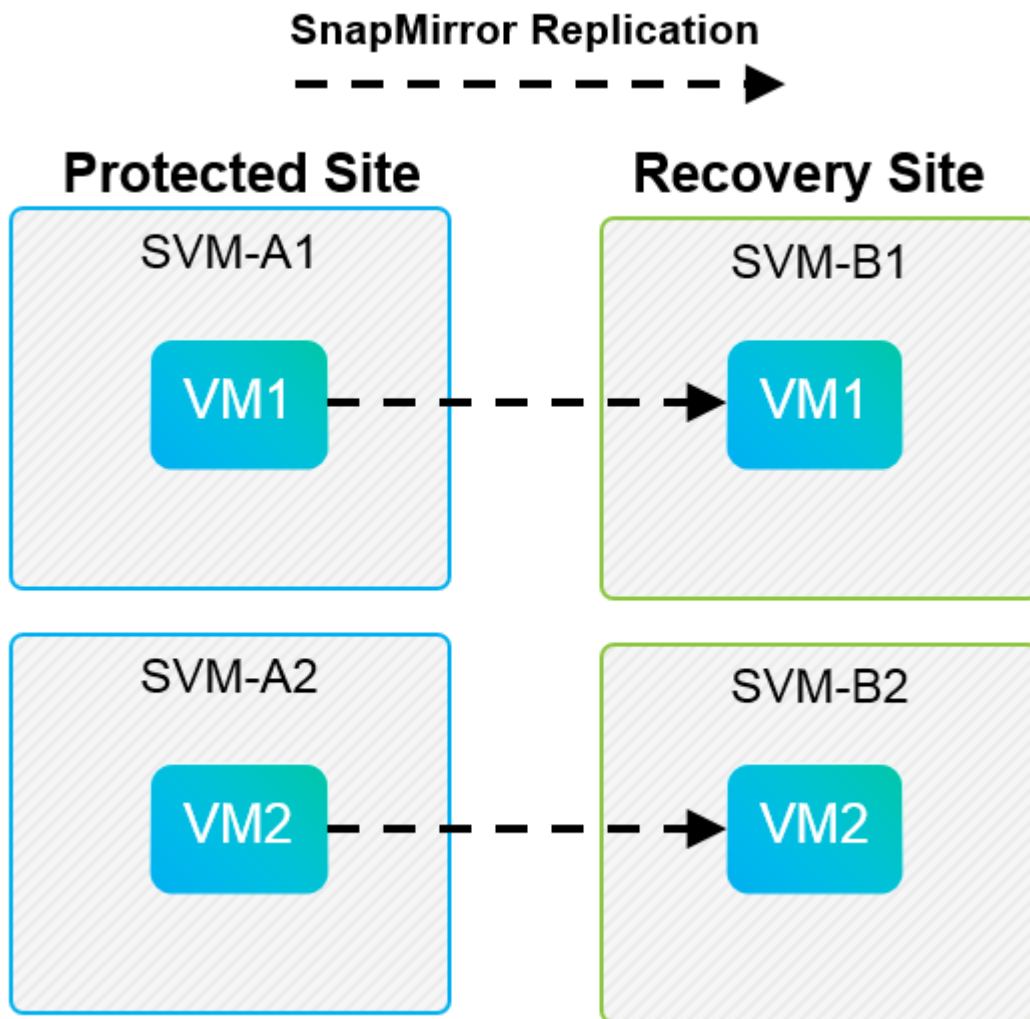 SnapMirror Replication
Protected Site
Recovery Site
SVM-A1
SVM-B1
VM1
VM1
SVM-A2
SVM-B2
VM2
VM2